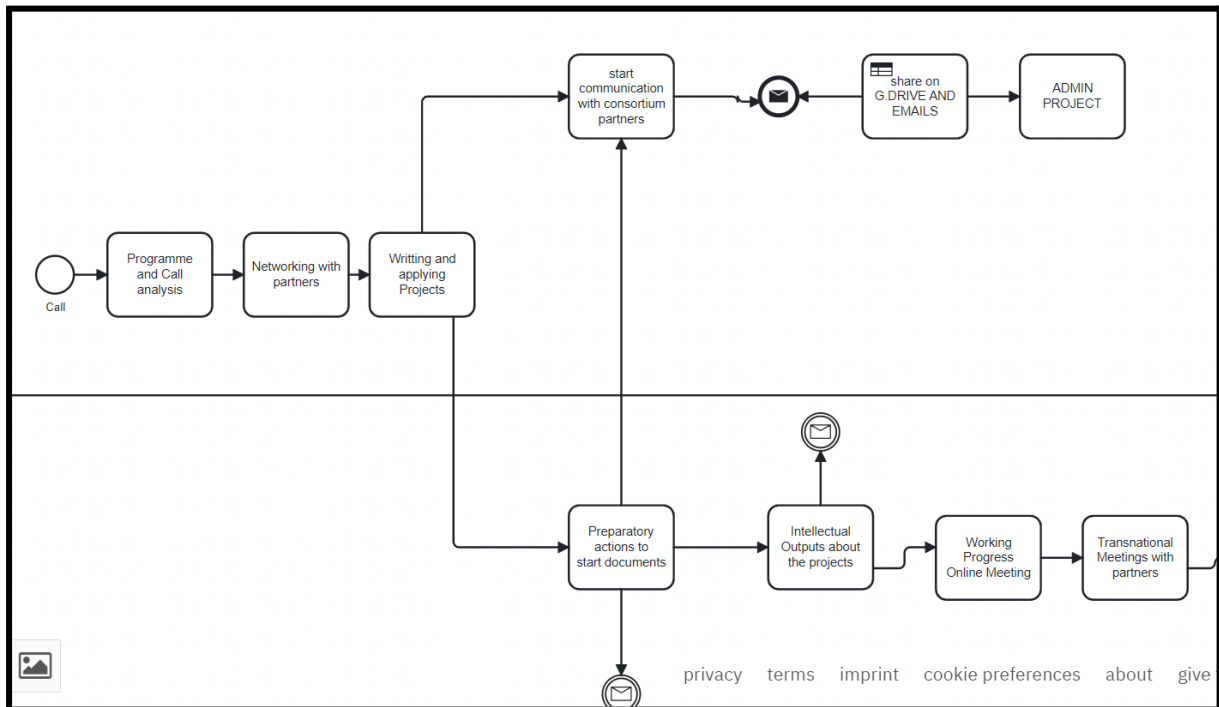 start
communication
with consortium
partners
share on
G.DRIVE AND
EMAILS
ADMIN
PROJECT
Call
Programme
and Call
analysis
Networking with
partners
Writting and
applying
Projects
Preparatory
actions to
start documents
Intellectual
Outputs about
the projects
Working
Progress
Online Meeting
Transnational
Meetings with
partners
privacy terms imprint cookie preferences about give